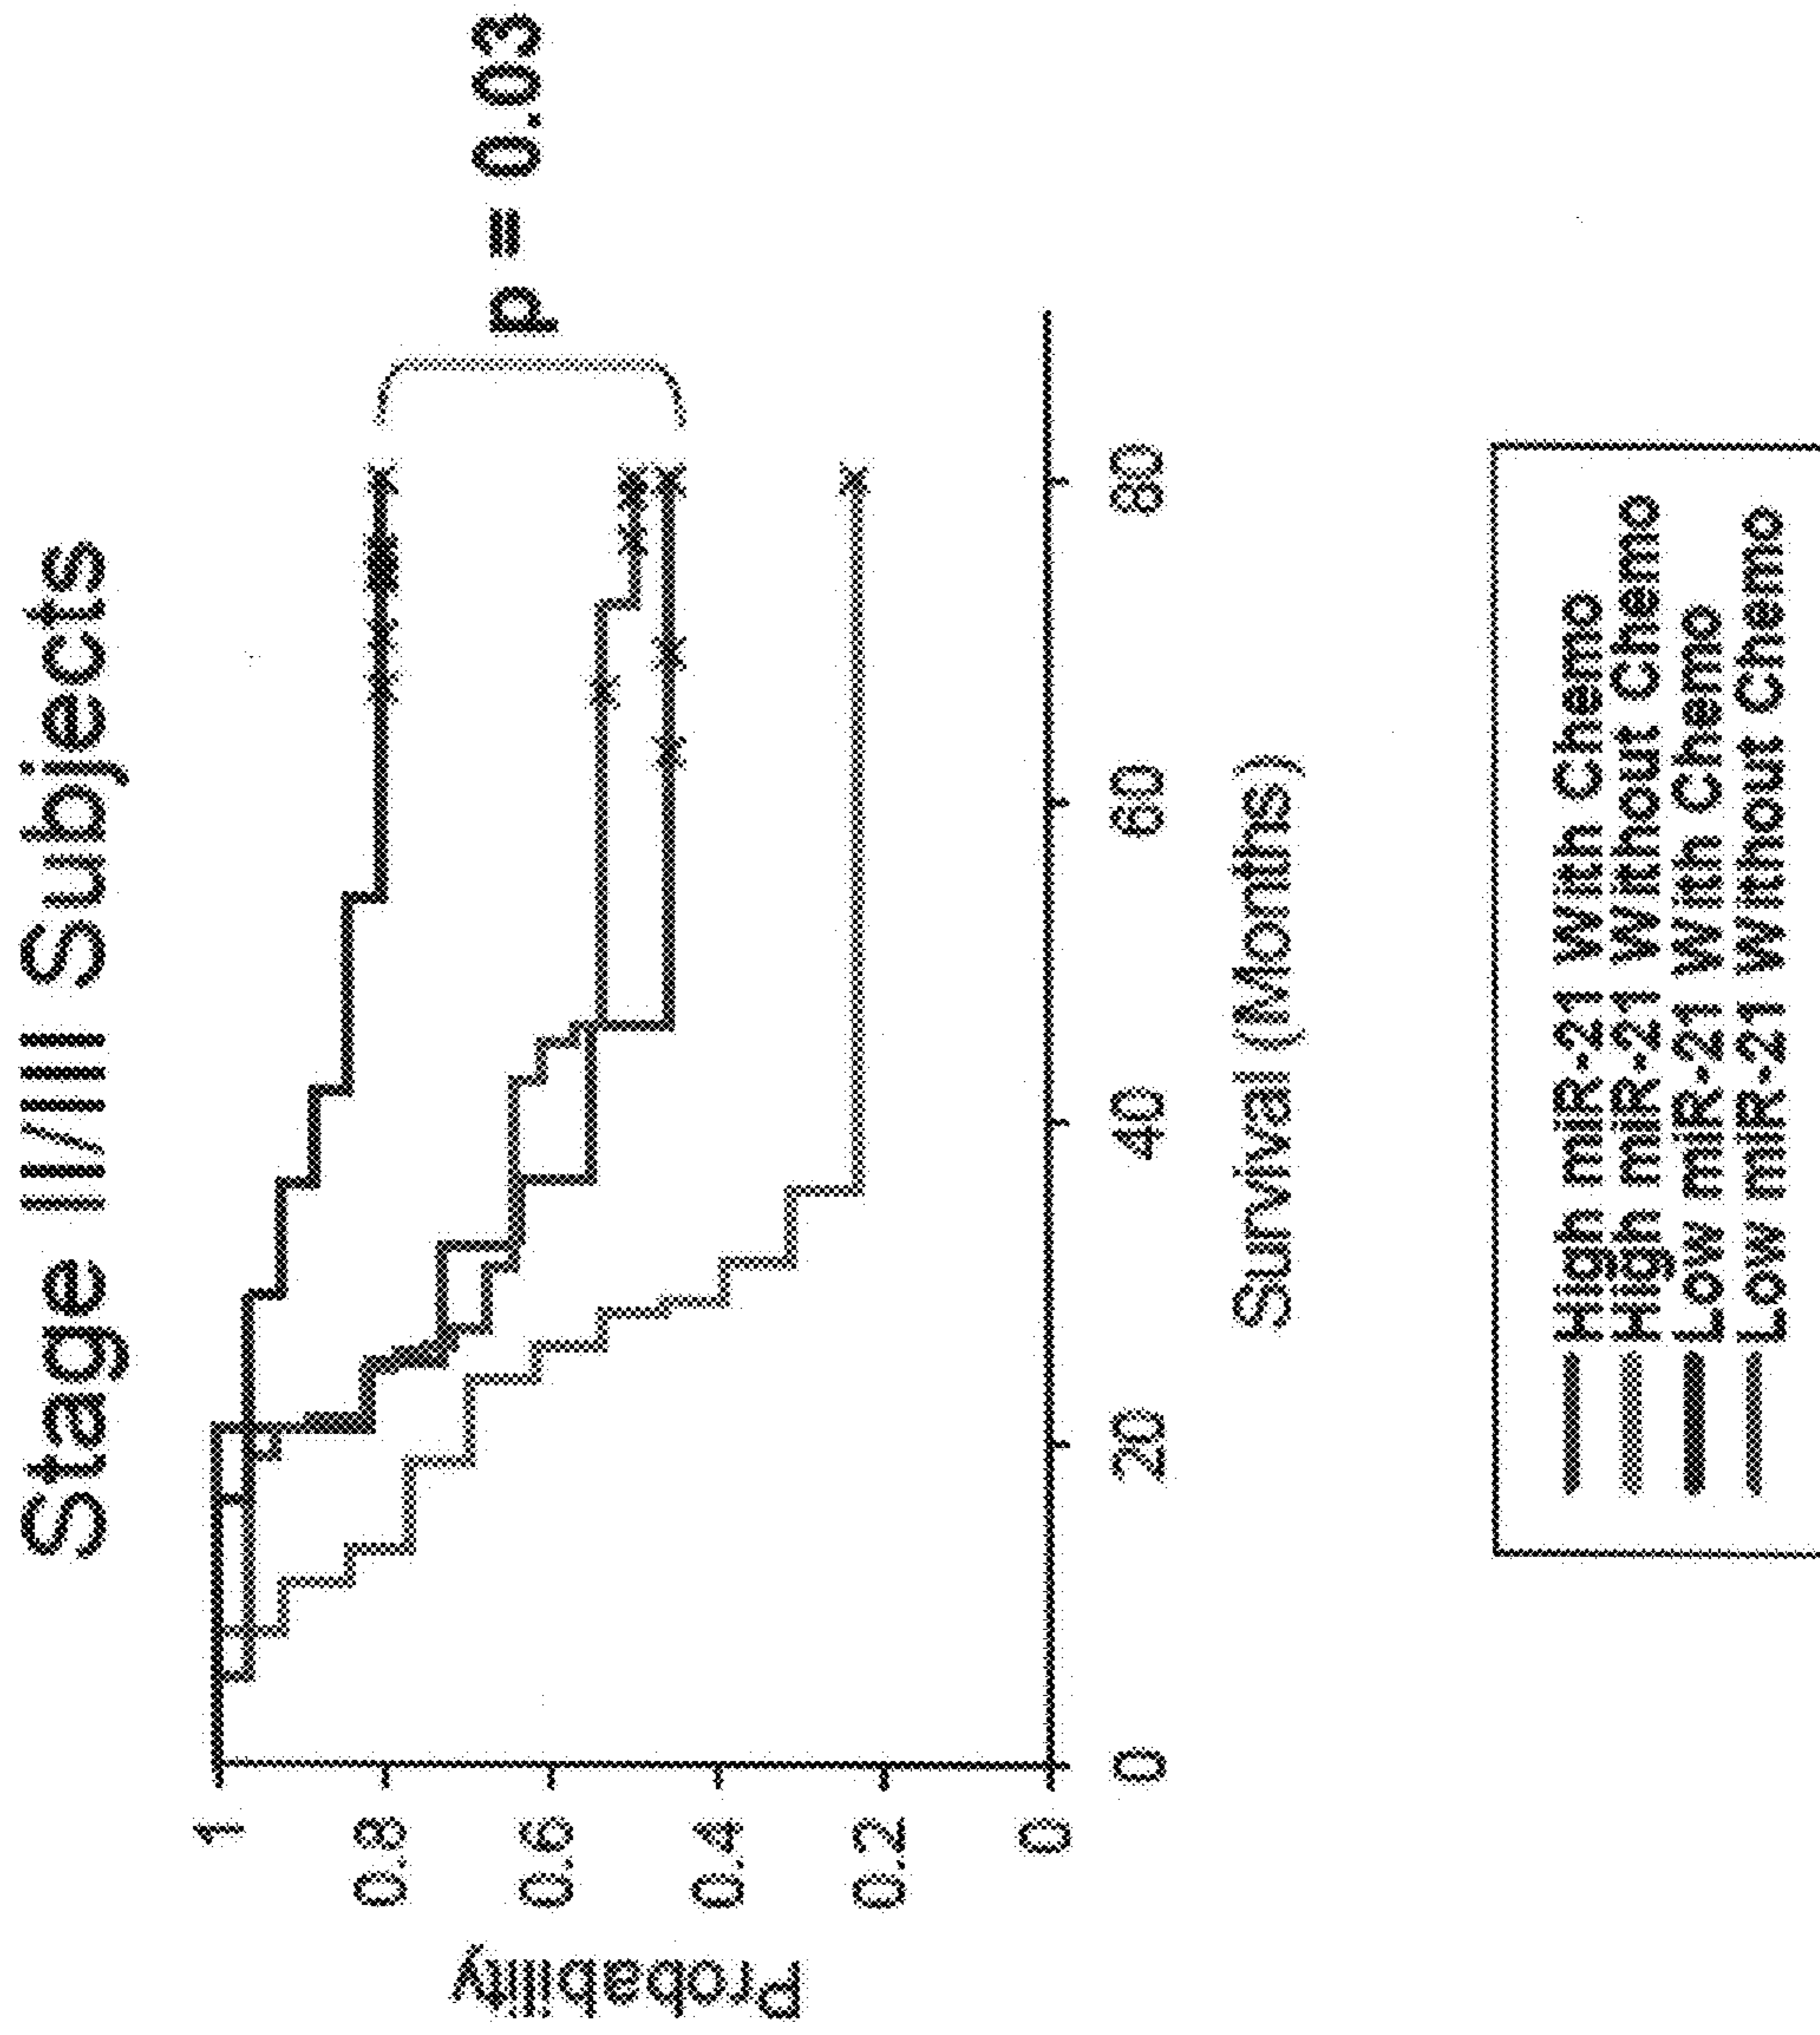 Stage II/III Subjects
Probability
1
0.8
0.6
0.4
0.2
0
0
20
40
60
80
Survival (Months)
p = 0.03
High miR-21 With Chemo
High miR-21 Without Chemo
Low miR-21 With Chemo
Low miR-21 Without Chemo